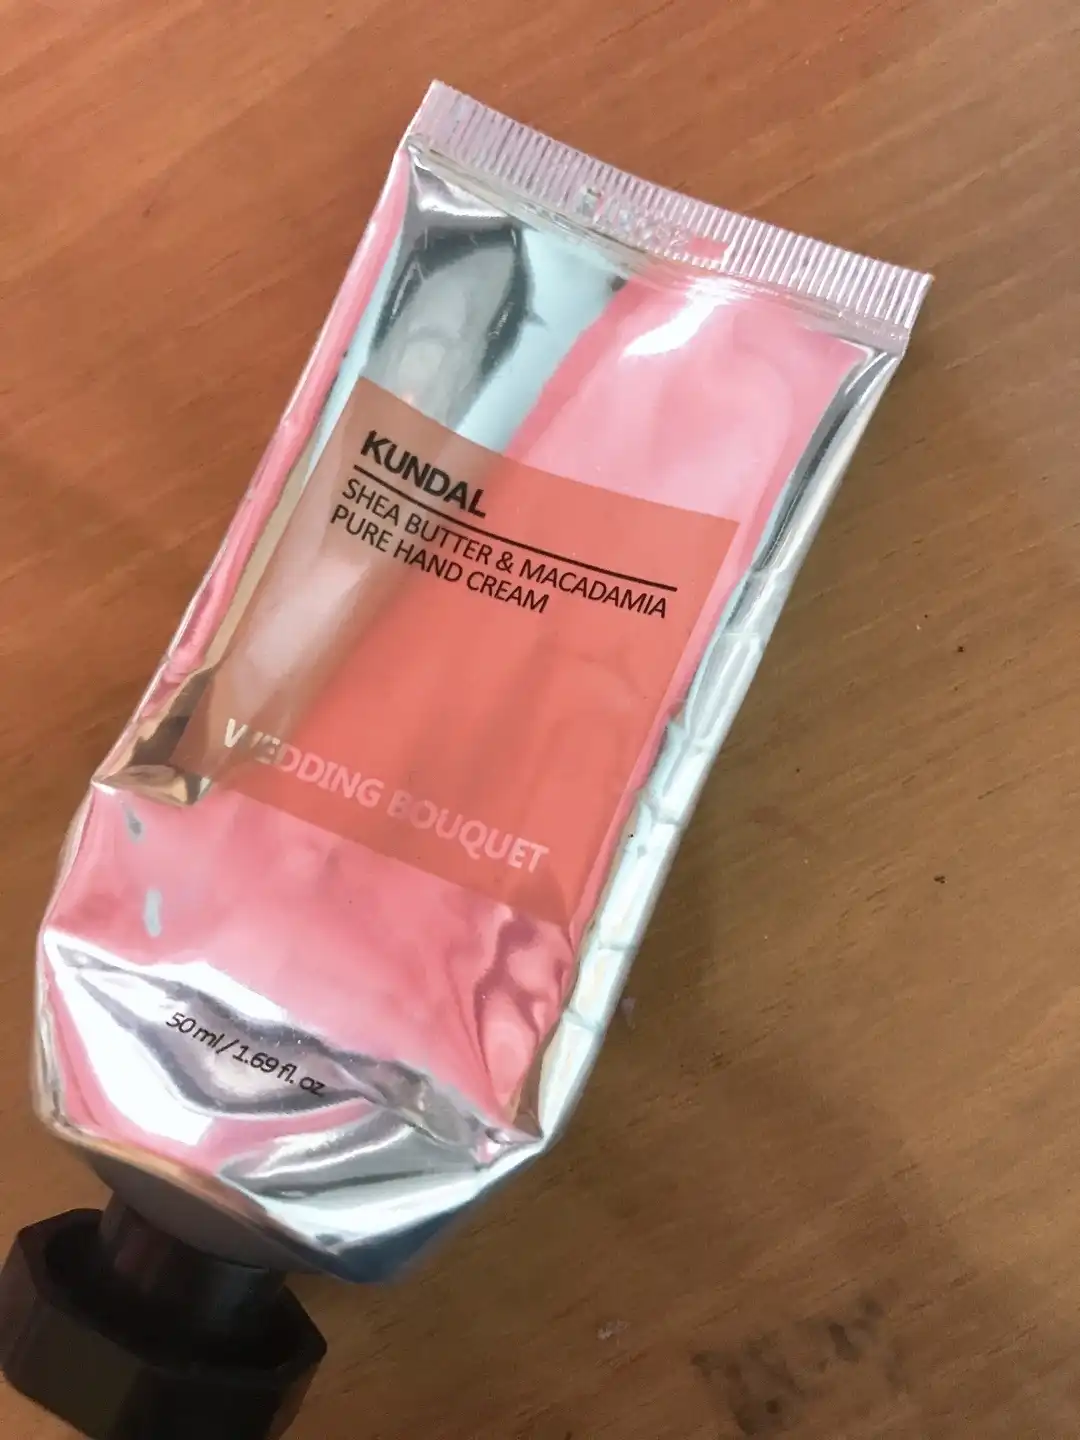 KUNDAL
SHEA BUTTER & MACADAMIA
PURE HAND CREAM
WEDDING BOUQUET
50 ml / 1.69 fl. oz